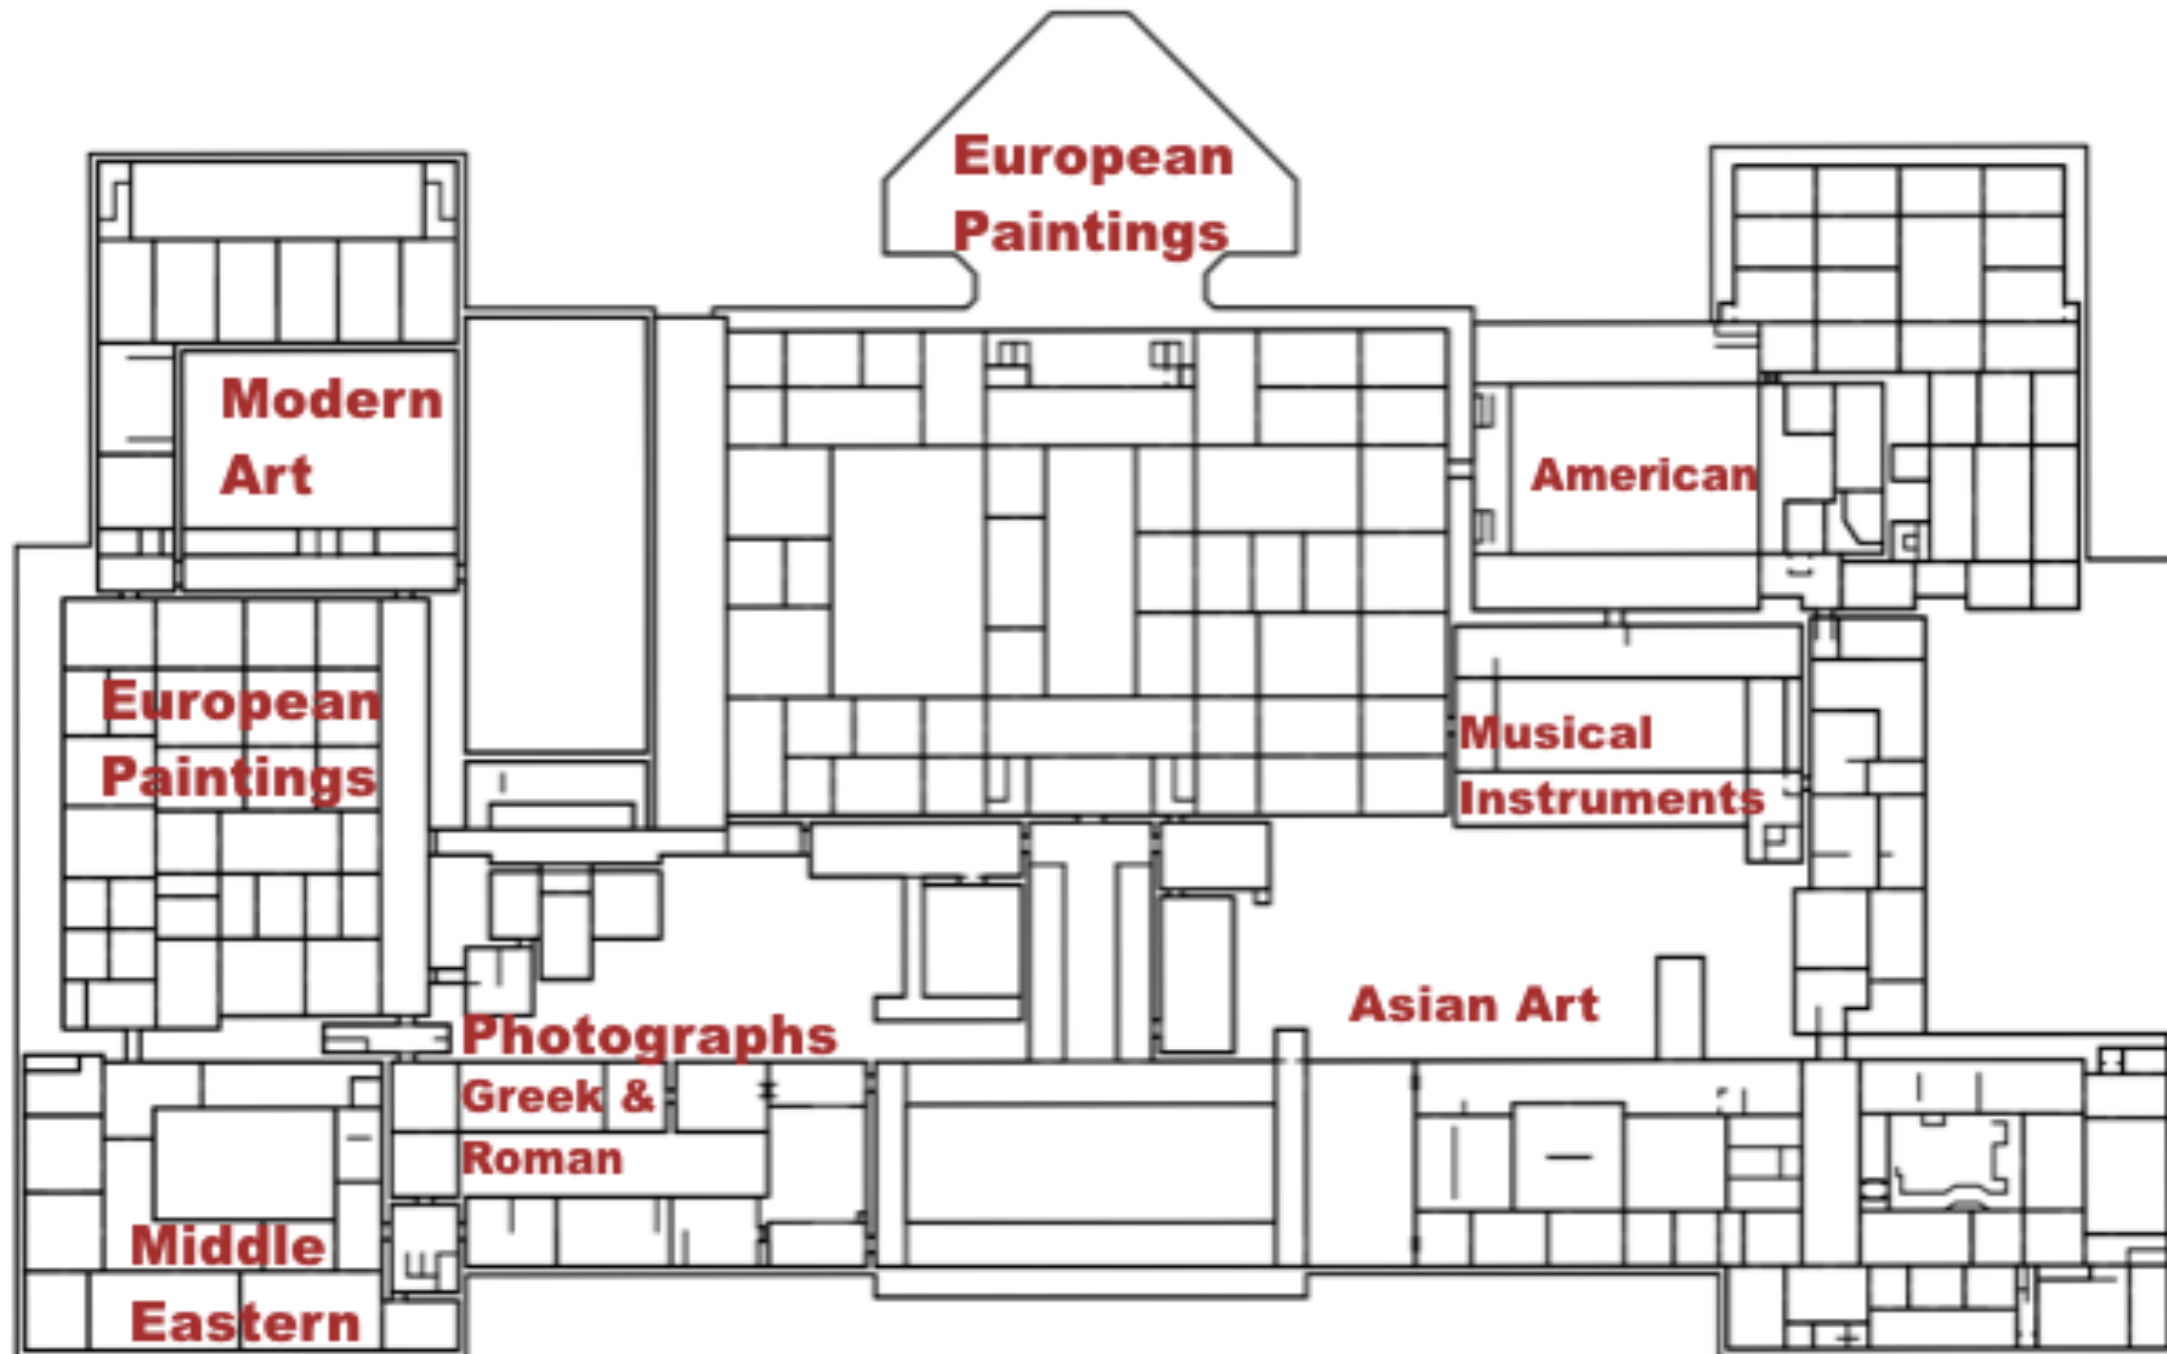 European
Paintings
Modern
Art
American
European
Paintings
Musical
Instruments
Asian Art
Photographs
Greek &
Roman
Middle
Eastern